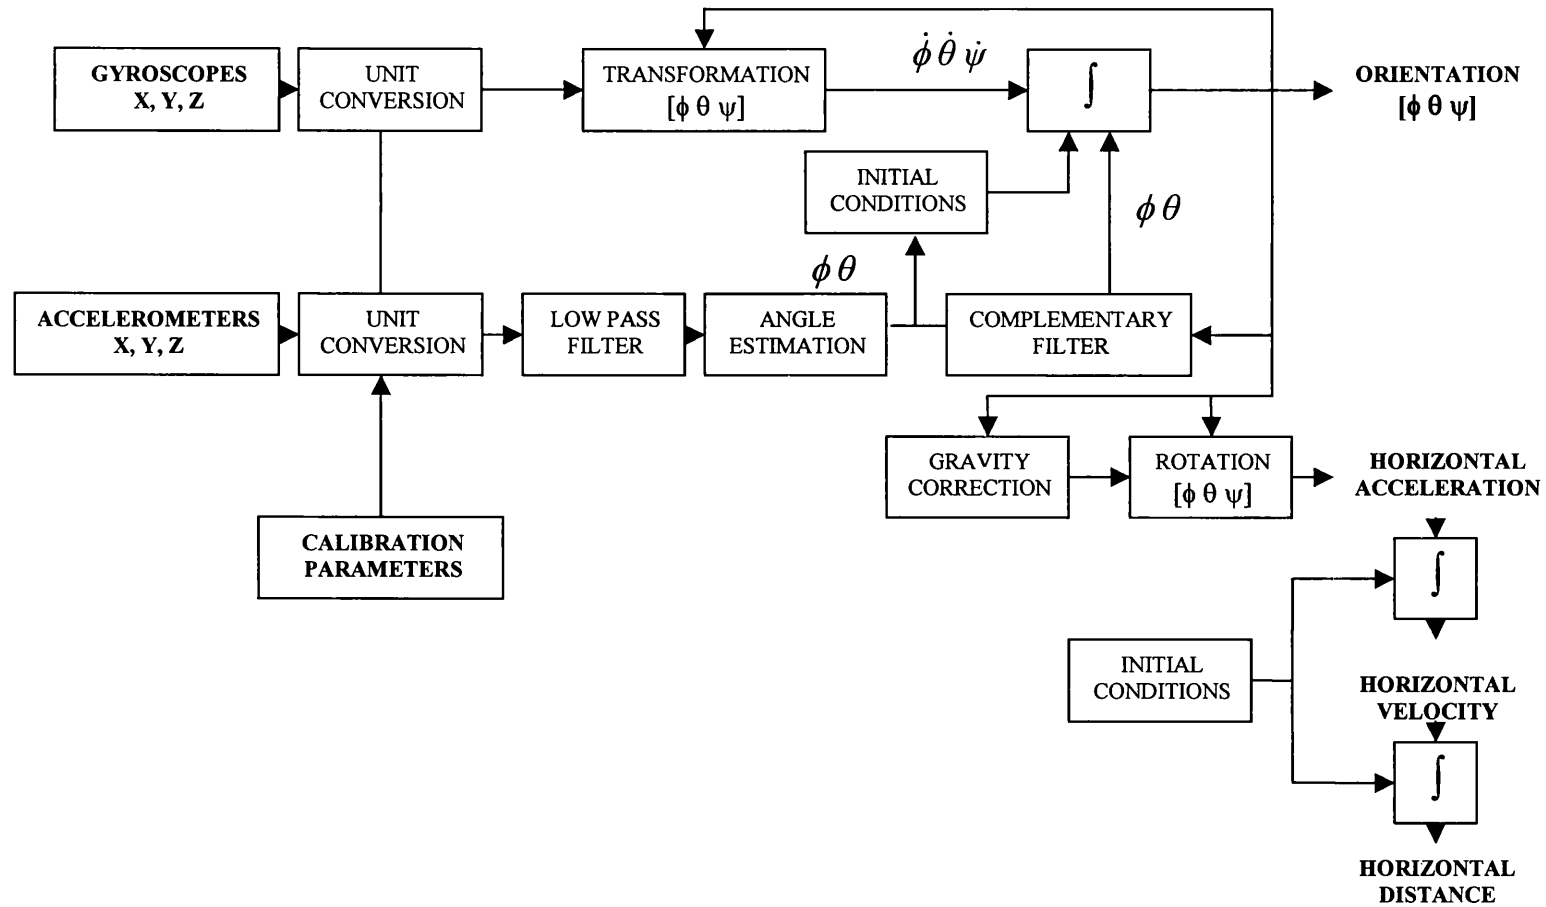 GYROSCOPES
X, Y, Z
UNIT
CONVERSION
TRANSFORMATION
[ϕ θ ψ]
ϕ̇ θ̇ ψ̇
∫
ORIENTATION
[ϕ θ ψ]
INITIAL
CONDITIONS
ϕ θ
ϕ θ
ACCELEROMETERS
X, Y, Z
UNIT
CONVERSION
LOW PASS
FILTER
ANGLE
ESTIMATION
COMPLEMENTARY
FILTER
GRAVITY
CORRECTION
ROTATION
[ϕ θ ψ]
HORIZONTAL
ACCELERATION
CALIBRATION
PARAMETERS
∫
INITIAL
CONDITIONS
HORIZONTAL
VELOCITY
∫
HORIZONTAL
DISTANCE